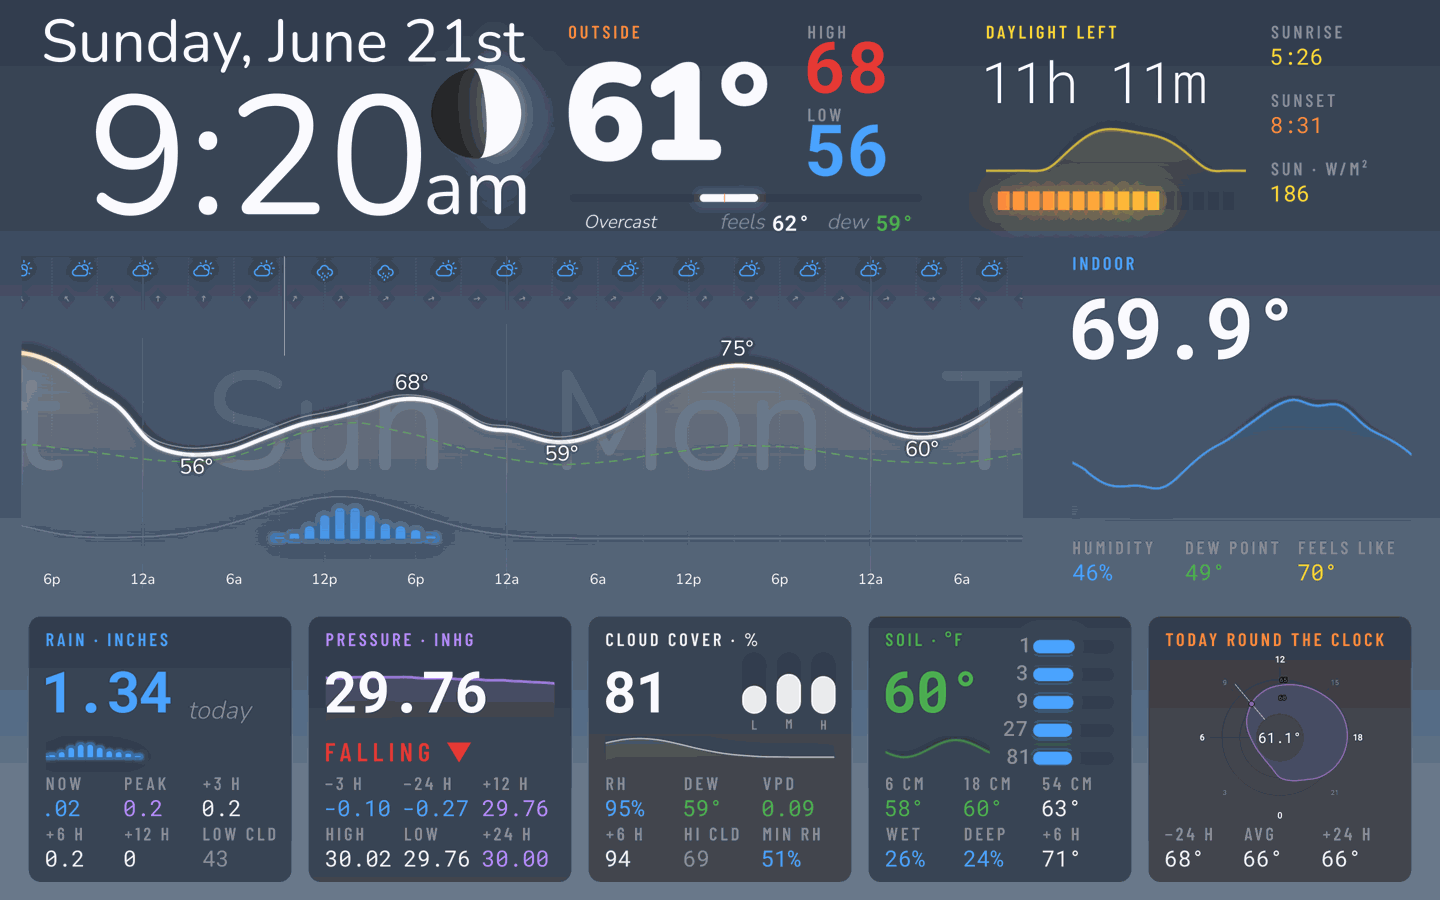 Sunday, June 21st
9:20am
OUTSIDE
61°
HIGH
68
LOW
56
Overcast feels 62° dew 59°
DAYLIGHT LEFT
11h 11m
SUNRISE
5:26
SUNSET
8:31
SUN · W/M²
186
Sun Mon
68° 75°
56° 59° 60°
6p 12a 6a 12p 6p 12a 6a 12p 6p 12a 6a
INDOOR
69.9°
HUMIDITY DEW POINT FEELS LIKE
46% 49° 70°
RAIN · INCHES
1.34 today
NOW PEAK +3 H
.02 0.2 0.2
+6 H +12 H LOW CLD
0.2 0 43
PRESSURE · INHG
29.76
FALLING ▼
−3 H −24 H +12 H
−0.10 −0.27 29.76
HIGH LOW +24 H
30.02 29.76 30.00
CLOUD COVER · %
81
L M H
RH DEW VPD
95% 59° 0.09
+6 H HI CLD MIN RH
94 69 51%
SOIL · °F
60°
1
3
9
27
81
6 CM 18 CM 54 CM
58° 60° 63°
WET DEEP +6 H
26% 24% 71°
TODAY ROUND THE CLOCK
12
9 15
6 61.1° 18
3 21
0
−24 H AVG +24 H
68° 66° 66°